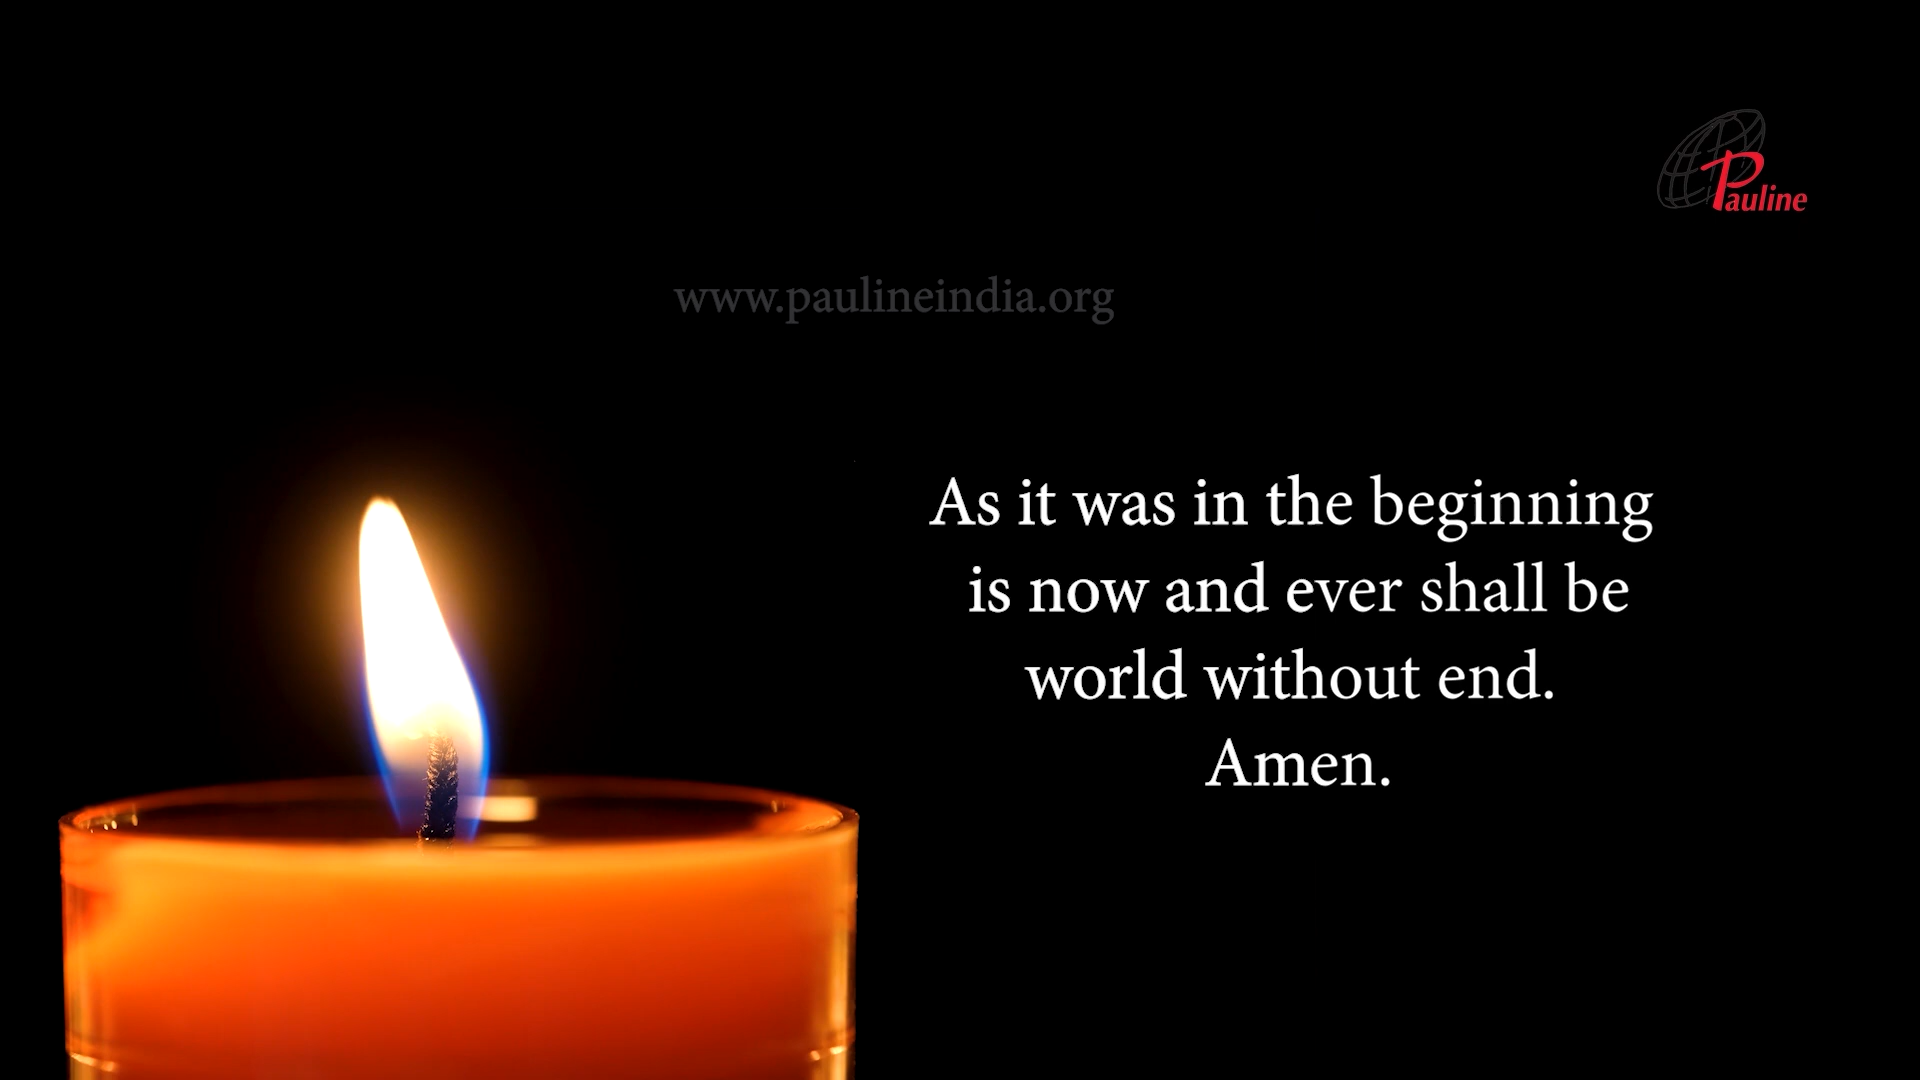 Pauline
www.paulineindia.org
As it was in the beginning
is now and ever shall be
world without end.
Amen.